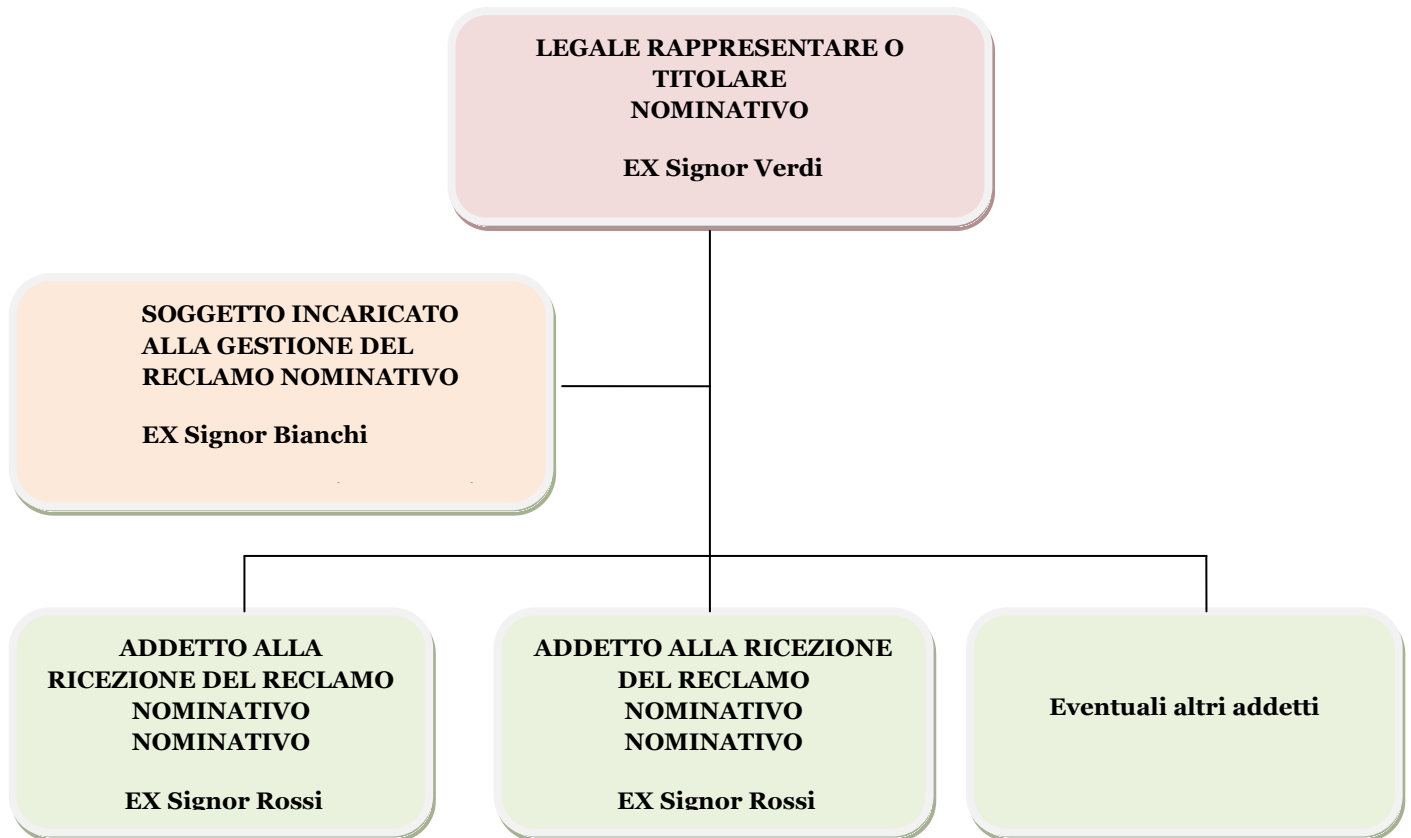 LEGALE RAPPRESENTARE O
TITOLARE
NOMINATIVO
EX Signor Verdi
SOGGETTO INCARICATO
ALLA GESTIONE DEL
RECLAMO NOMINATIVO
EX Signor Bianchi
ADDETTO ALLA
RICEZIONE DEL RECLAMO
NOMINATIVO
NOMINATIVO
EX Signor Rossi
ADDETTO ALLA RICEZIONE
DEL RECLAMO
NOMINATIVO
NOMINATIVO
EX Signor Rossi
Eventuali altri addetti